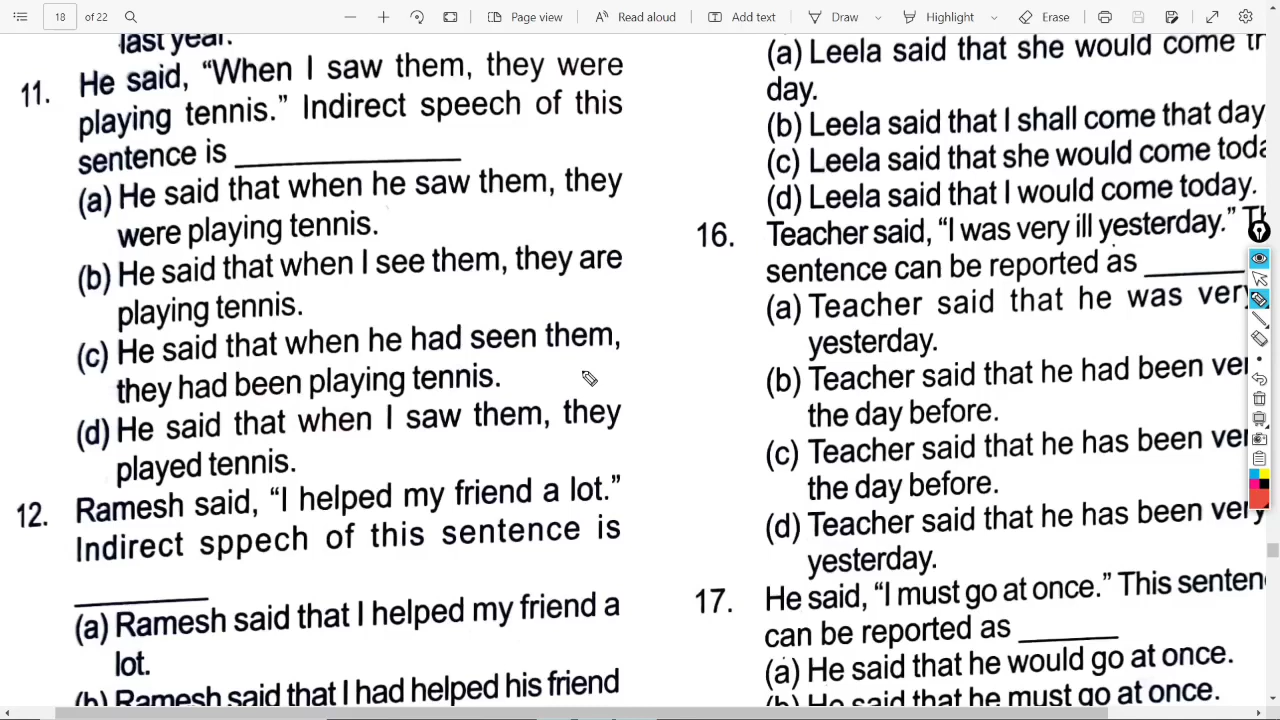 18 of 22 Page view Read aloud Add text Draw Highlight Erase
last year.
11. He said, “When I saw them, they were
playing tennis.” Indirect speech of this
sentence is
(a) He said that when he saw them, they
were playing tennis.
(b) He said that when I see them, they are
playing tennis.
(c) He said that when he had seen them,
they had been playing tennis.
(d) He said that when I saw them, they
played tennis.
12. Ramesh said, “I helped my friend a lot.”
Indirect sppech of this sentence is
(a) Ramesh said that I helped my friend a
lot.
(b) Ramesh said that I had helped his friend
(a) Leela said that she would come
day.
(b) Leela said that I shall come that day
(c) Leela said that she would come
(d) Leela said that I would come today.
16. Teacher said, “I was very ill yesterday.”
sentence can be reported as
(a) Teacher said that he was very
yesterday.
(b) Teacher said that he had been
the day before.
(c) Teacher said that he has been
the day before.
(d) Teacher said that he has been very
yesterday.
17. He said, “I must go at once.” This
can be reported as
(a) He said that he would go at once.
(b) He said that he must go at once.